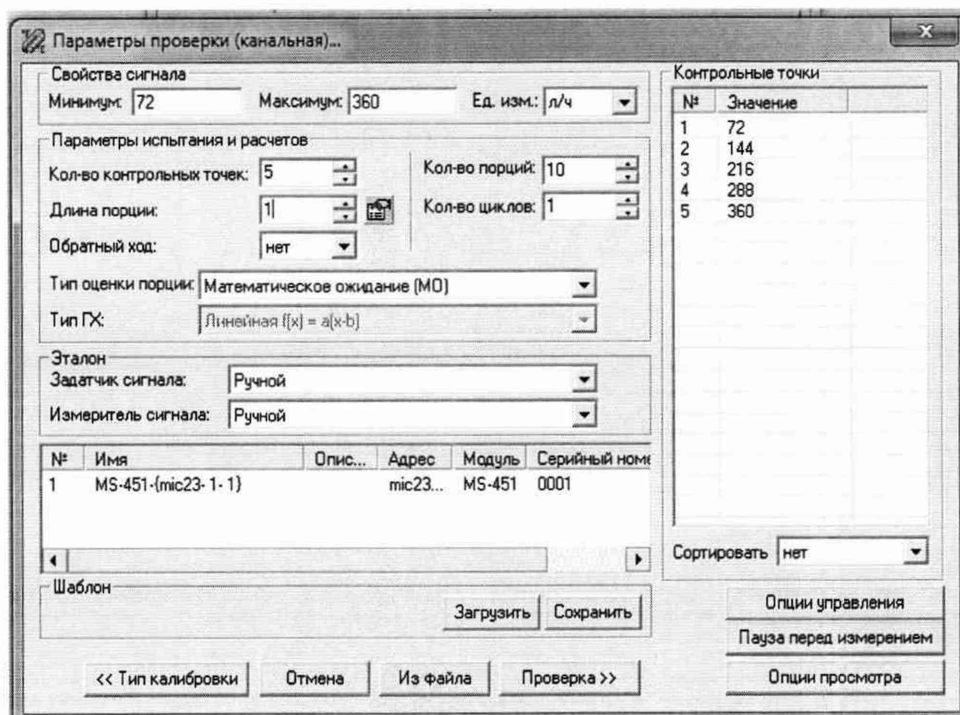 Параметры проверки (канальная)...
Свойства сигнала
Минимум: 72 Максимум: 360 Ед. изм.: л/ч
Параметры испытания и расчетов
Кол-во контрольных точек: 5 Кол-во порций: 10
Длина порции: 1 Кол-во циклов: 1
Обратный ход: нет
Тип оценки порции: Математическое ожидание (МО)
Тип ГХ: Линейная f(x) = a(x-b)
Эталон
Задатчик сигнала: Ручной
Измеритель сигнала: Ручной
№ Имя Опис... Адрес Модуль Серийный номе
1 MS-451-{mic23- 1- 1} mic23... MS-451 0001
Шаблон
Загрузить Сохранить
<< Тип калибровки Отмена Из файла Проверка >>
Контрольные точки
№ Значение
1 72
2 144
3 216
4 288
5 360
Сортировать нет
Опции управления
Пауза перед измерением
Опции просмотра